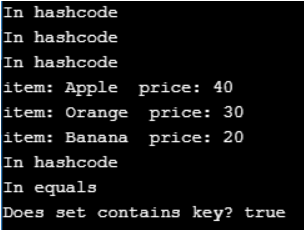 In hashcode
In hashcode
In hashcode
item: Apple  price: 40
item: Orange  price: 30
item: Banana  price: 20
In hashcode
In equals
Does set contains key? true